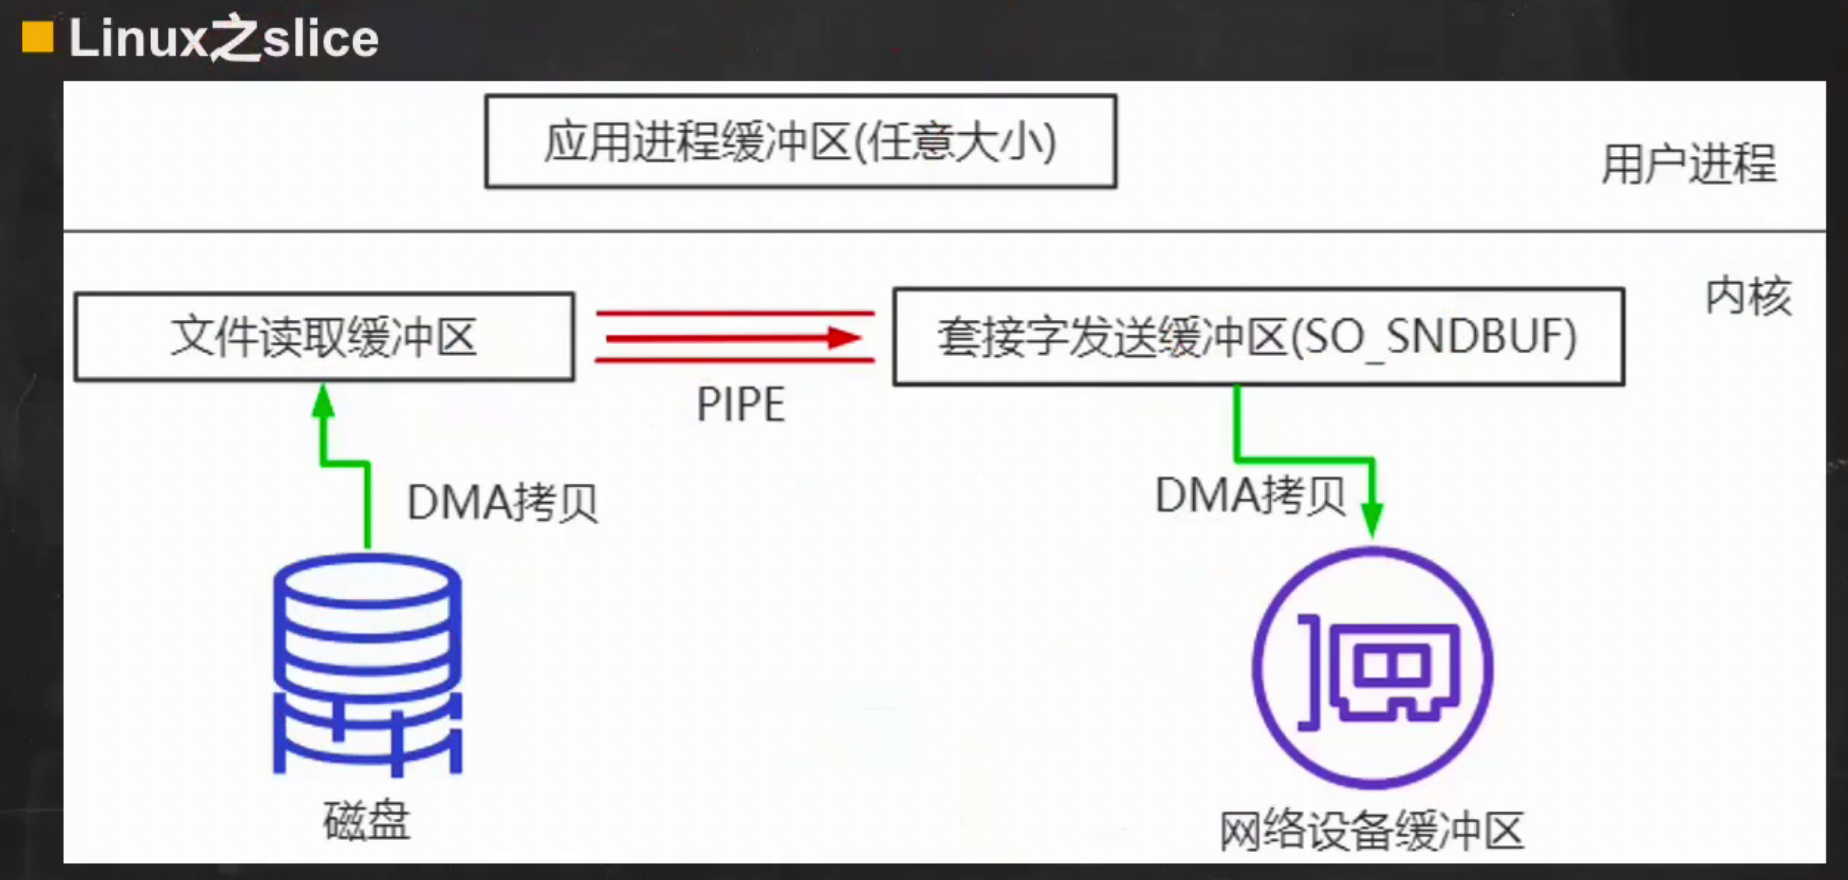 Linux之slice
应用进程缓冲区(任意大小)
用户进程
内核
文件读取缓冲区
套接字发送缓冲区(SO_SNDBUF)
PIPE
DMA拷贝
DMA拷贝
磁盘
网络设备缓冲区